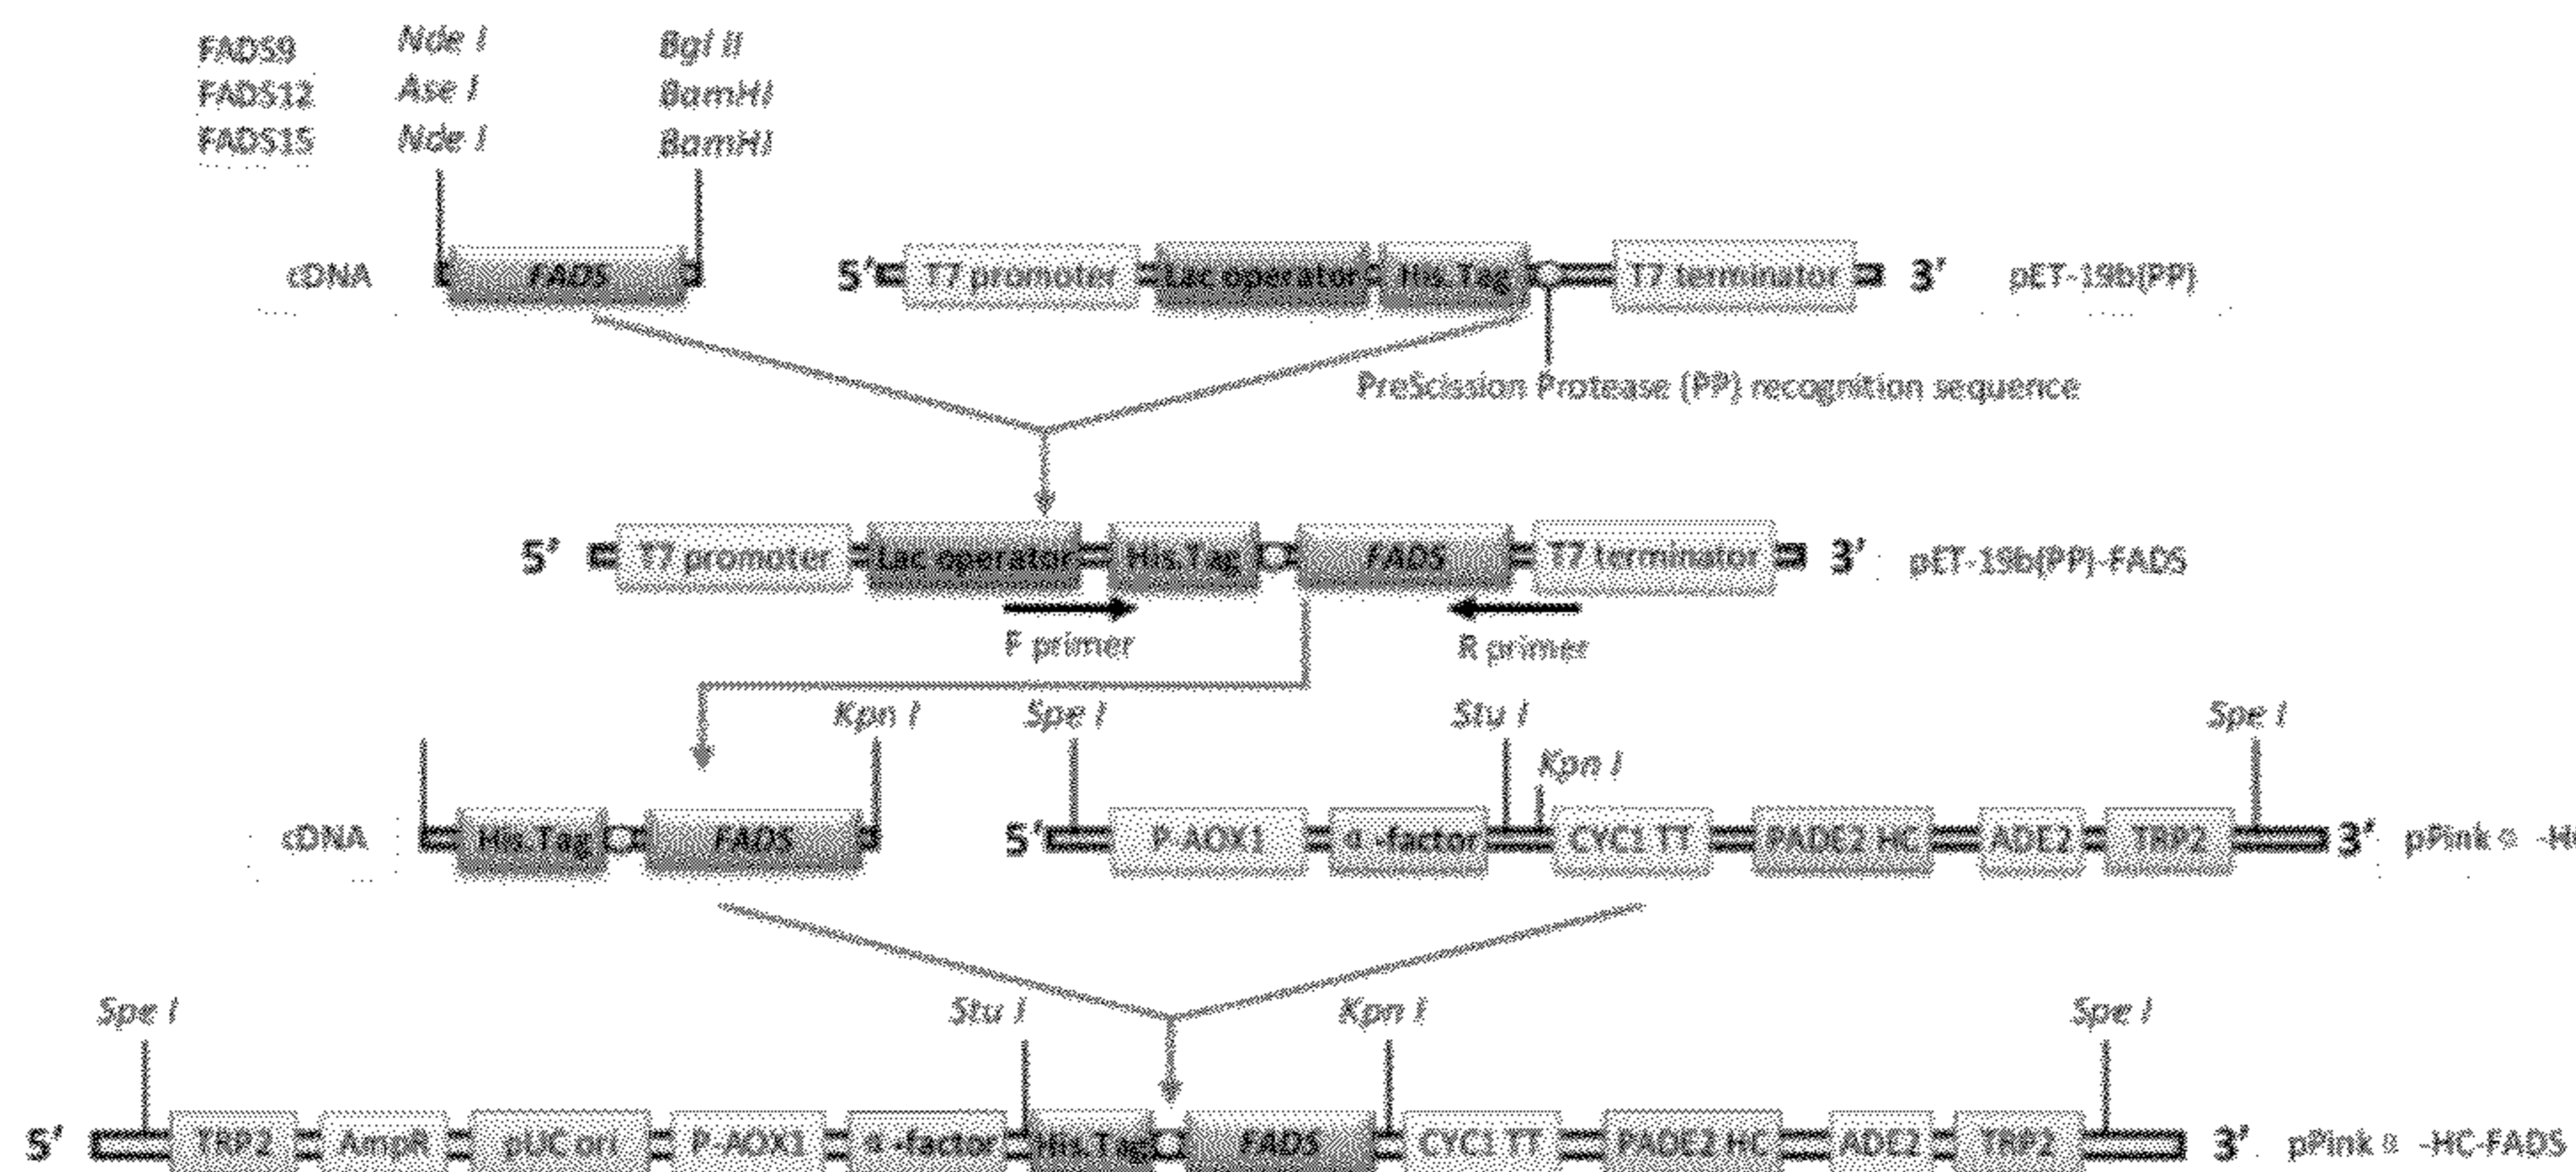 FADS9 Nde I Bgl II
FADS12 Ase I BamHI
FADS15 Nde I BamHI
cDNA FADS 5' T7 promoter Lac operator His.Tag T7 terminator 3' pET-19b(PP)
PreScission Protease (PP) recognition sequence
5' T7 promoter Lac operator His.Tag FADS T7 terminator 3' pET-19b(PP)-FADS
F primer R primer
Kpn I Spe I Stu I Spe I
Kpn I
cDNA His.Tag FADS 5' P-AOX1 α -factor CYC1 TT PADE2 HC ADE2 TRP2 3' pPink α -H
Spe I Stu I Kpn I Spe I
5' TRP2 AmpR pUC ori P-AOX1 α -factor His.Tag FADS CYC1 TT PADE2 HC ADE2 TRP2 3' pPink α -HC-FADS